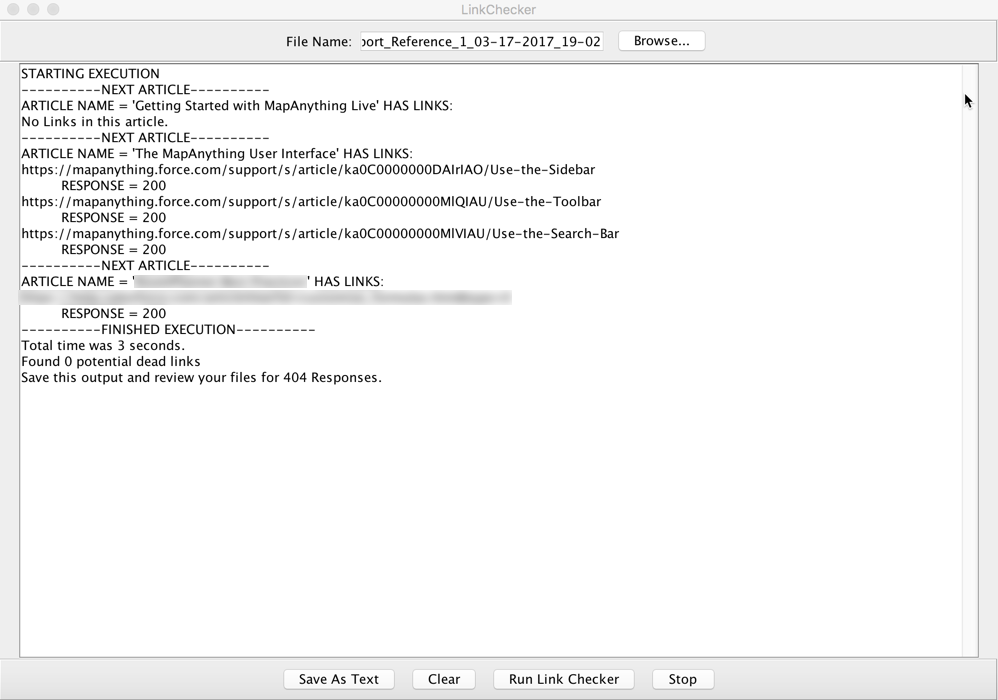 LinkChecker
File Name: port_Reference_1_03-17-2017_19-02 Browse...
STARTING EXECUTION
----------NEXT ARTICLE----------
ARTICLE NAME = 'Getting Started with MapAnything Live' HAS LINKS:
No Links in this article.
----------NEXT ARTICLE----------
ARTICLE NAME = 'The MapAnything User Interface' HAS LINKS:
https://mapanything.force.com/support/s/article/ka0C0000000DAIrIAO/Use-the-Sidebar
RESPONSE = 200
https://mapanything.force.com/support/s/article/ka0C00000000MlQIAU/Use-the-Toolbar
RESPONSE = 200
https://mapanything.force.com/support/s/article/ka0C00000000MlVIAU/Use-the-Search-Bar
RESPONSE = 200
----------NEXT ARTICLE----------
ARTICLE NAME = ' ' HAS LINKS:
RESPONSE = 200
----------FINISHED EXECUTION----------
Total time was 3 seconds.
Found 0 potential dead links
Save this output and review your files for 404 Responses.
Save As Text Clear Run Link Checker Stop